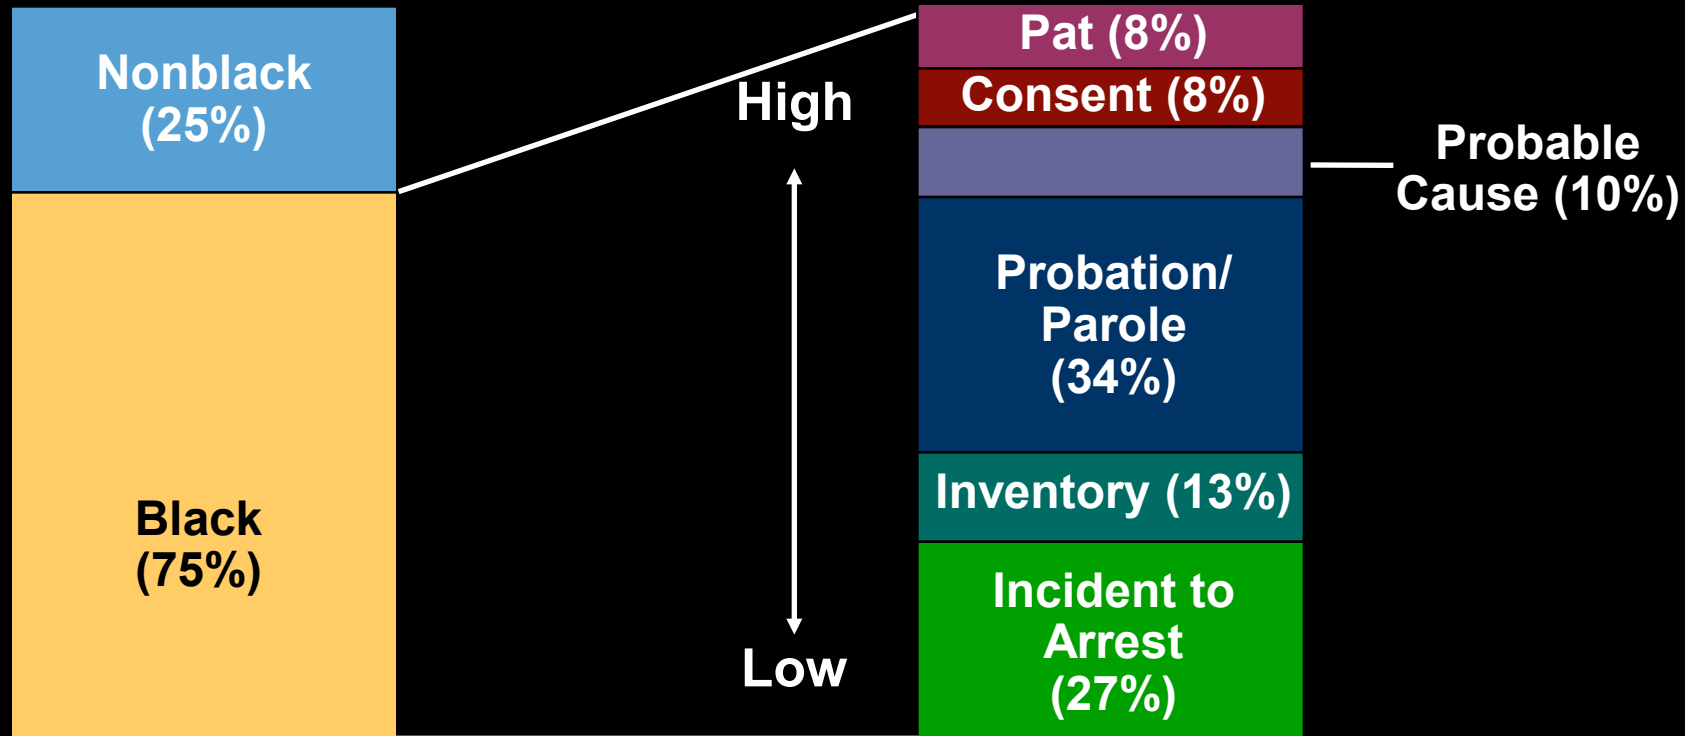 Nonblack
(25%)
Black
(75%)
High
Low
Pat (8%)
Consent (8%)
Probable
Cause (10%)
Probation/
Parole
(34%)
Inventory (13%)
Incident to
Arrest
(27%)